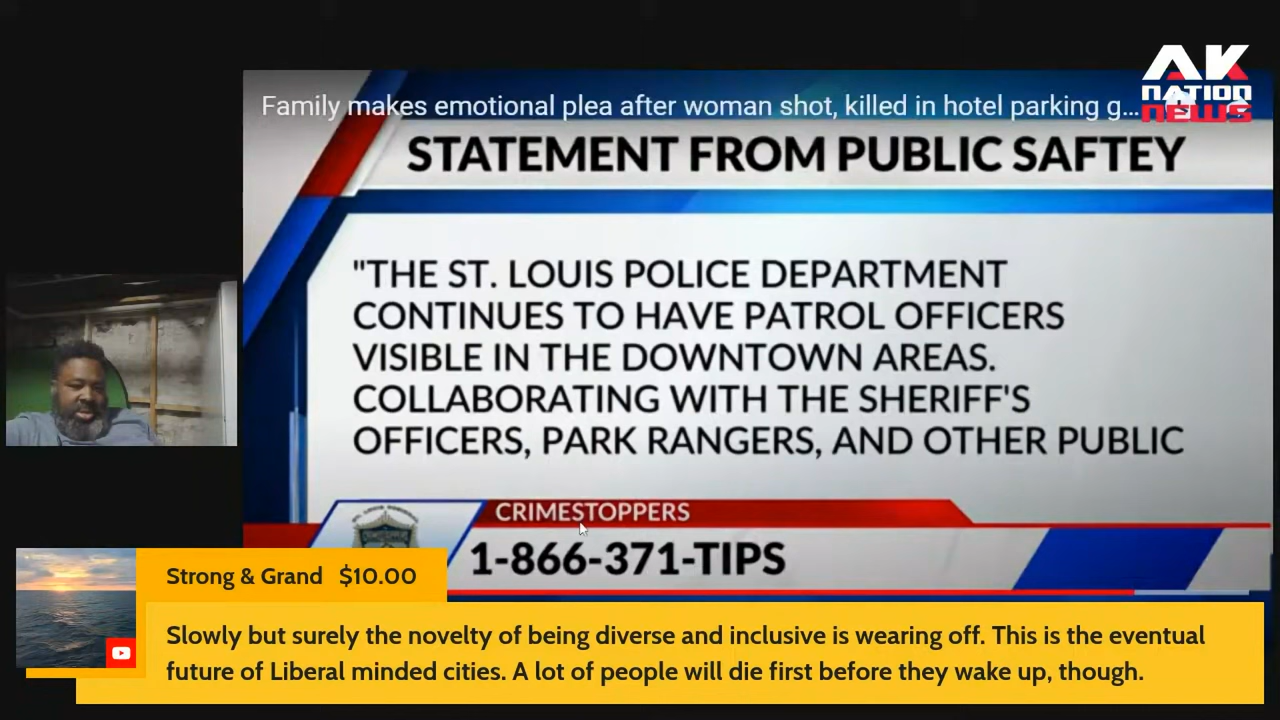 AK
NATION
NEWS
Family makes emotional plea after woman shot, killed in hotel parking g...
STATEMENT FROM PUBLIC SAFTEY
"THE ST. LOUIS POLICE DEPARTMENT
CONTINUES TO HAVE PATROL OFFICERS
VISIBLE IN THE DOWNTOWN AREAS.
COLLABORATING WITH THE SHERIFF'S
OFFICERS, PARK RANGERS, AND OTHER PUBLIC
CRIMESTOPPERS
1-866-371-TIPS
Strong & Grand $10.00
Slowly but surely the novelty of being diverse and inclusive is wearing off. This is the eventual
future of Liberal minded cities. A lot of people will die first before they wake up, though.